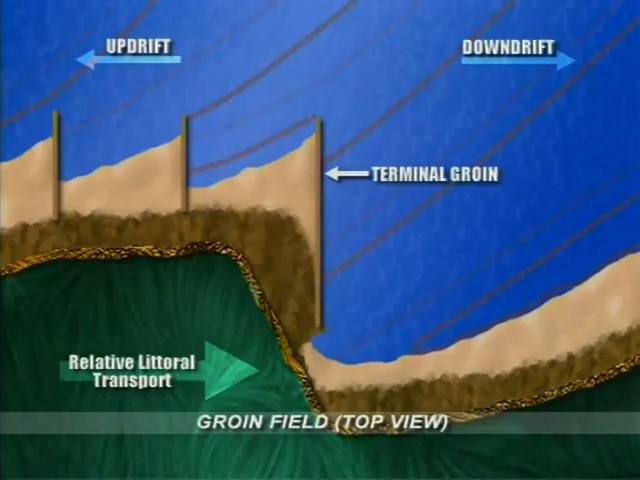 UPDRIFT
DOWNDRIFT
TERMINAL GROIN
Relative Littoral
Transport
GROIN FIELD (TOP VIEW)